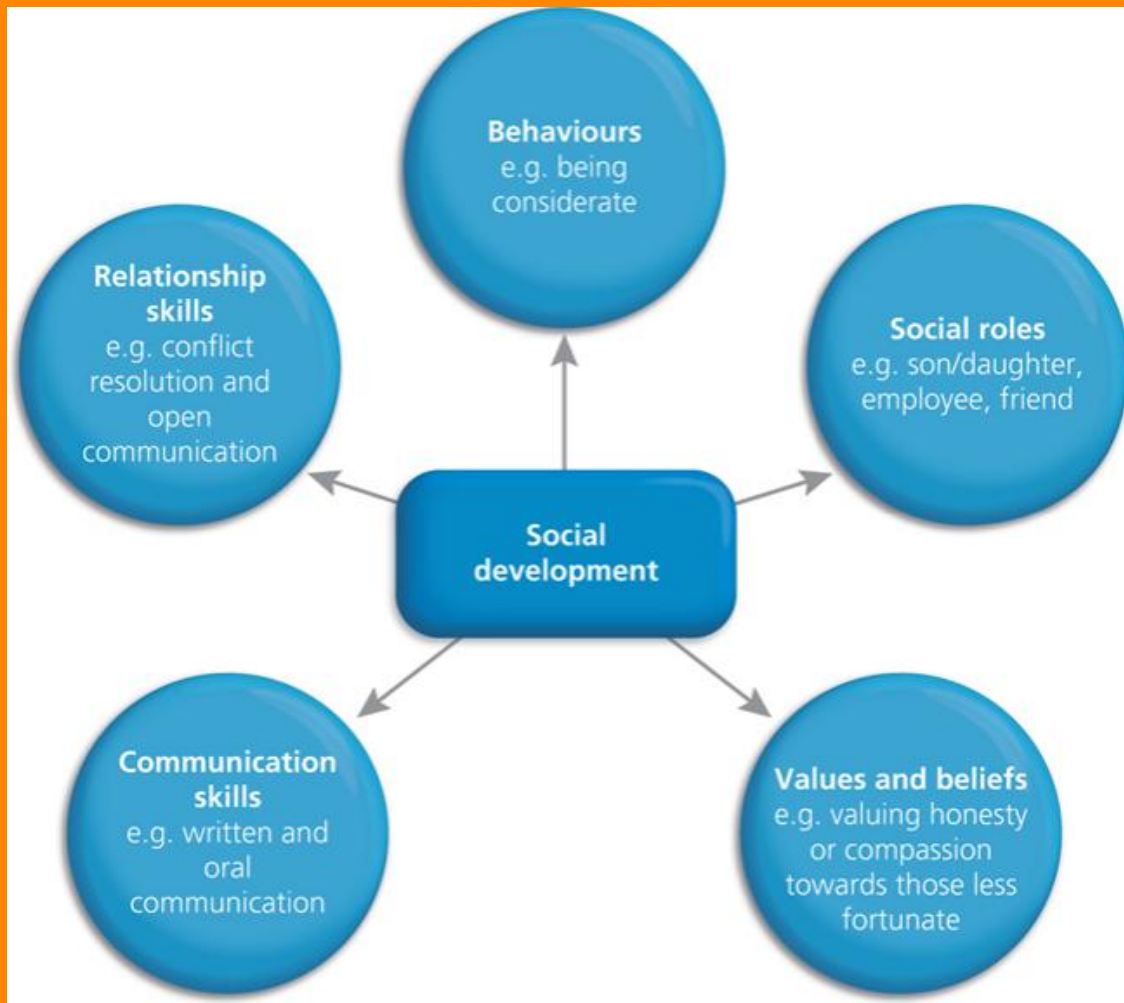 Behaviours
e.g. being
considerate
Relationship
skills
e.g. conflict
resolution and
open
communication
Social roles
e.g. son/daughter,
employee, friend
Social
development
Communication
skills
e.g. written and
oral
communication
Values and beliefs
e.g. valuing honesty
or compassion
towards those less
fortunate